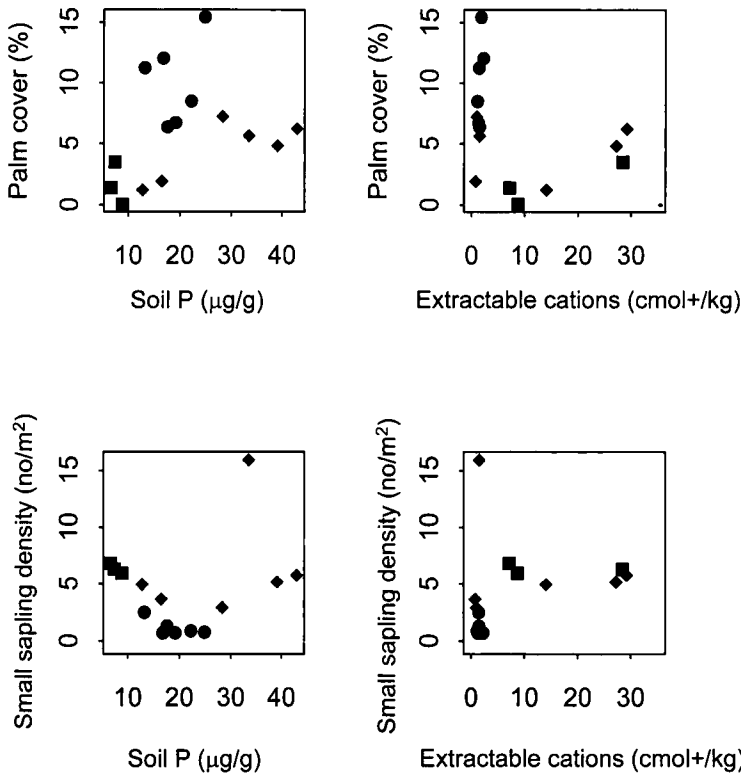 Palm cover (%)
15
10
5
0
10 20 30 40
Soil P (µg/g)
Palm cover (%)
15
10
5
0
0 10 20 30
Extractable cations (cmol+/kg)
Small sapling density (no/m²)
15
10
5
0
10 20 30 40
Soil P (µg/g)
Small sapling density (no/m²)
15
10
5
0
0 10 20 30
Extractable cations (cmol+/kg)